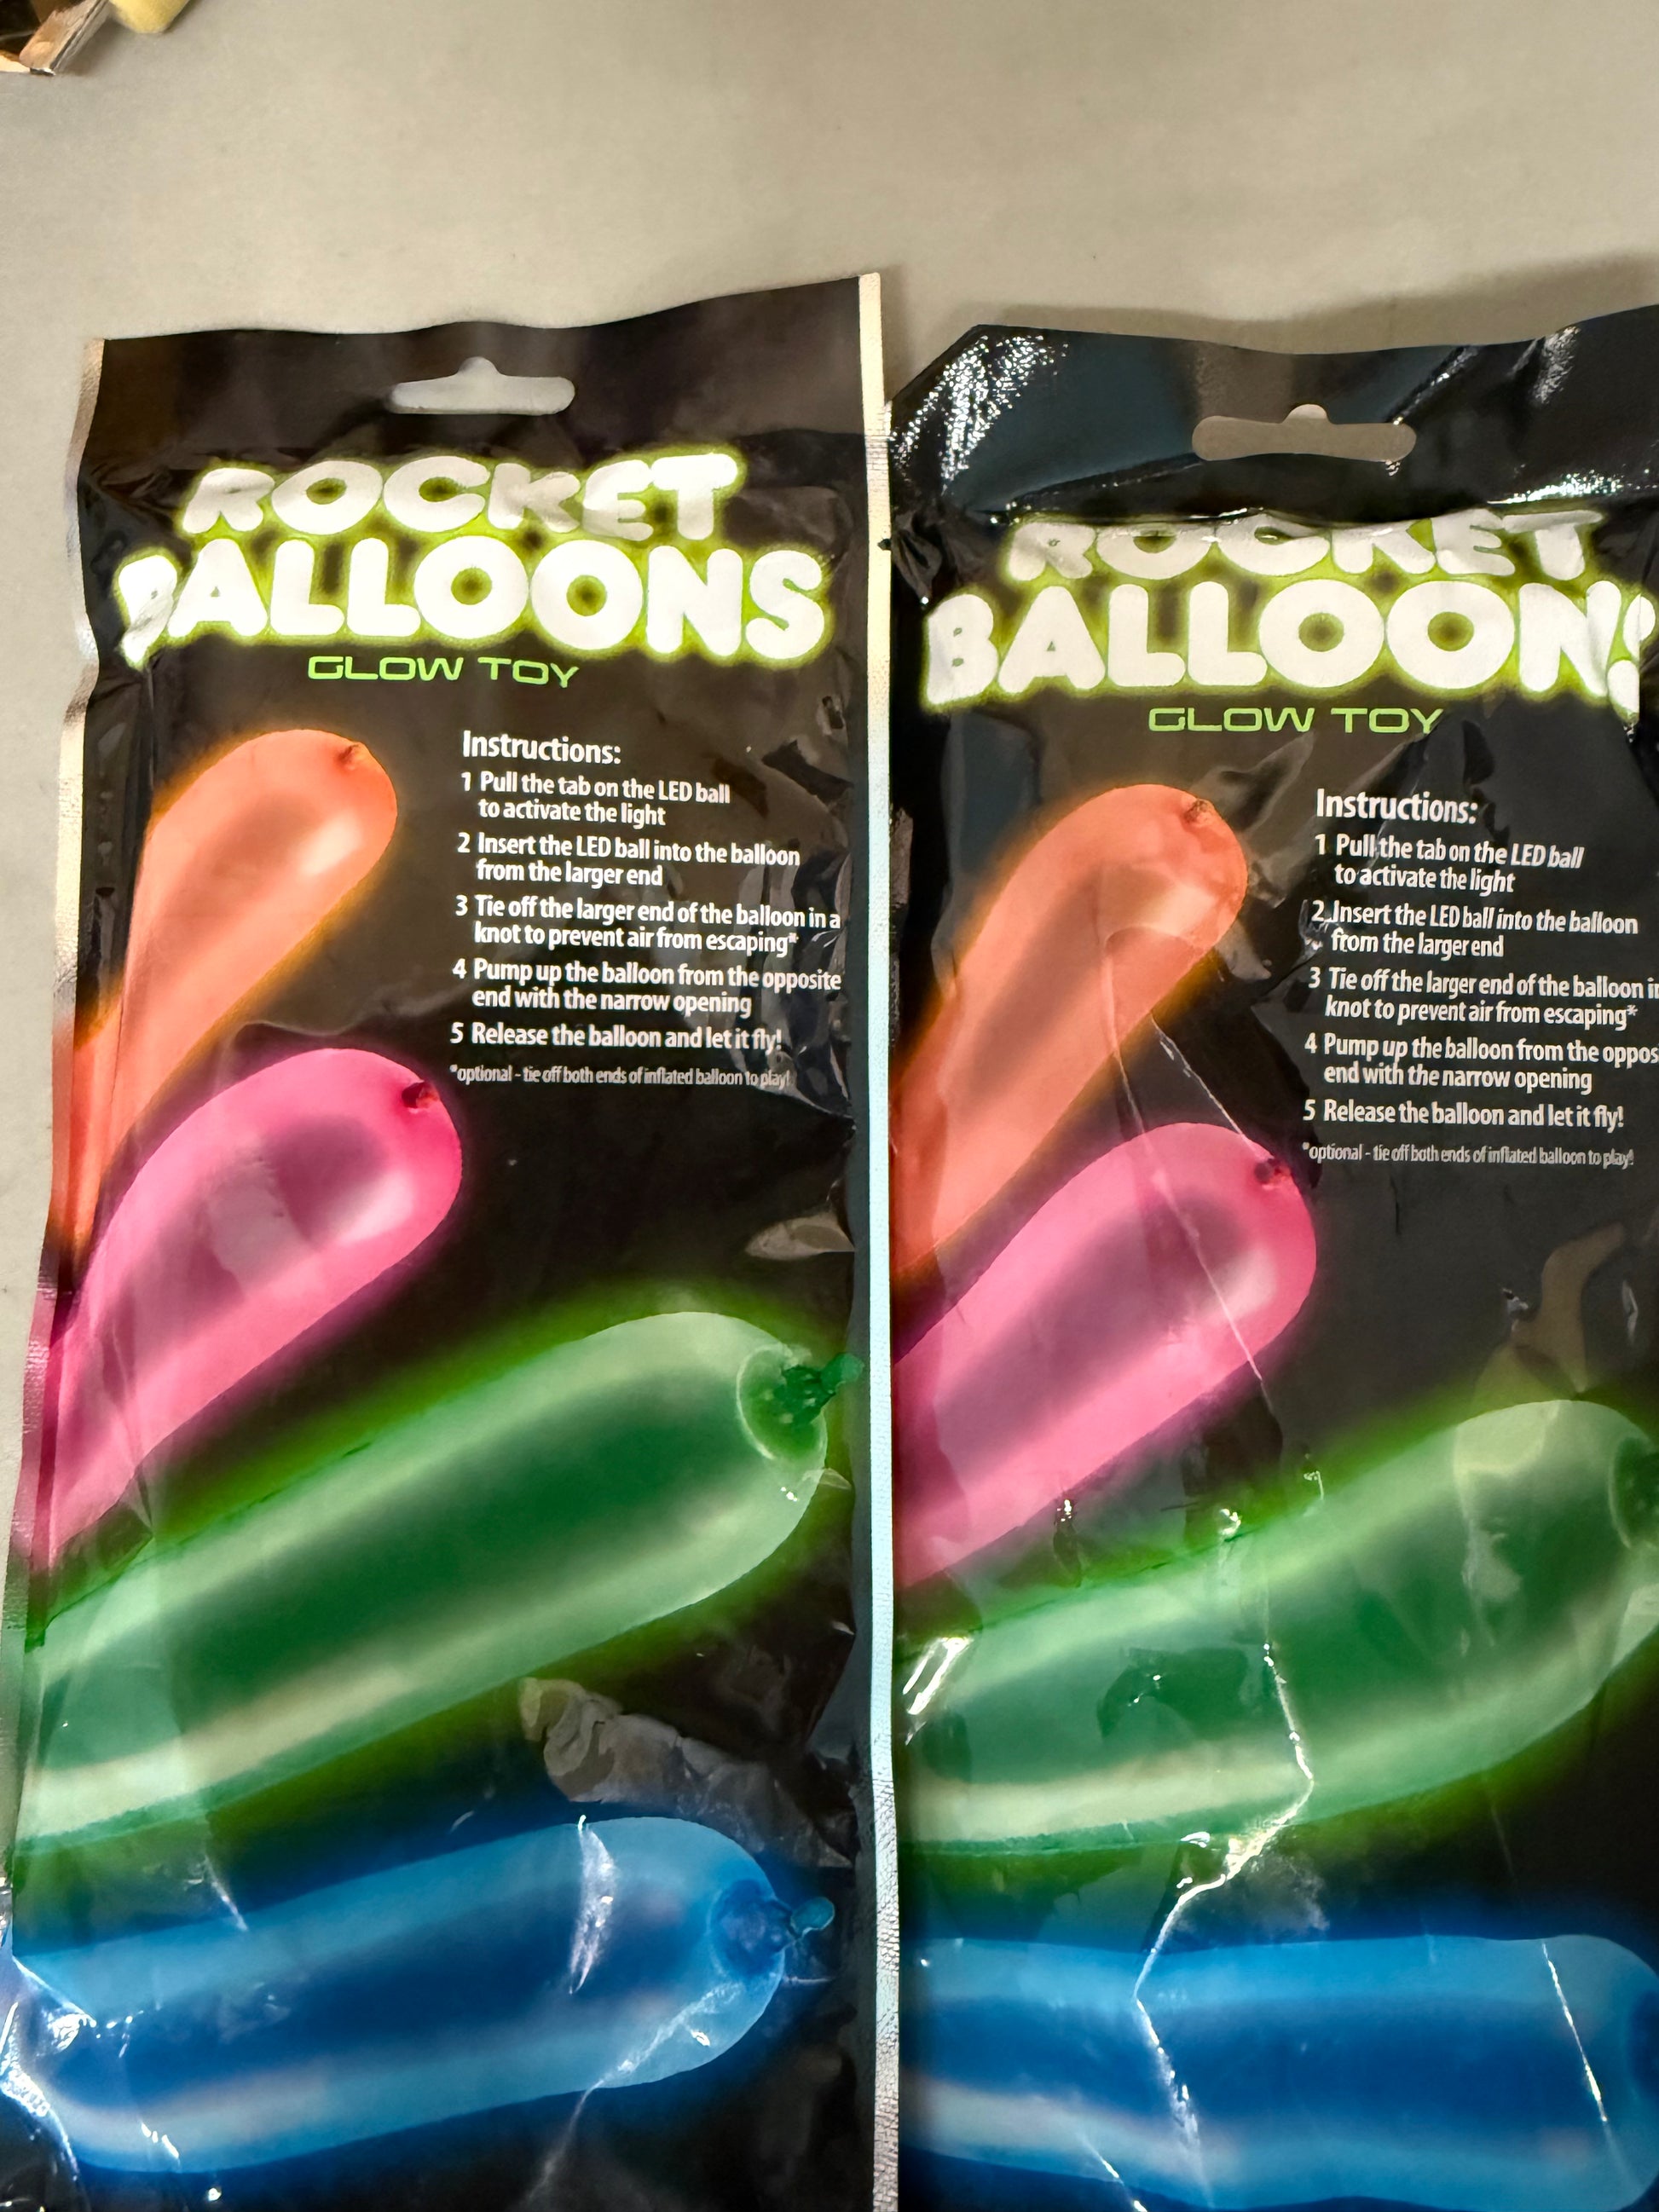 ROCKET
BALLOONS
GLOW TOY
Instructions:
1 Pull the tab on the LED ball
to activate the light
2 Insert the LED ball into the balloon
from the larger end
3 Tie off the larger end of the balloon in a
knot to prevent air from escaping*
4 Pump up the balloon from the opposite
end with the narrow opening
5 Release the balloon and let it fly!
*optional - tie off both ends of inflated balloon to play!
ROCKET
BALLOONS
GLOW TOY
Instructions:
1 Pull the tab on the LED ball
to activate the light
2 Insert the LED ball into the balloon
from the larger end
3 Tie off the larger end of the balloon in
knot to prevent air from escaping*
4 Pump up the balloon from the oppos
end with the narrow opening
5 Release the balloon and let it fly!
*optional - tie off both ends of inflated balloon to play!